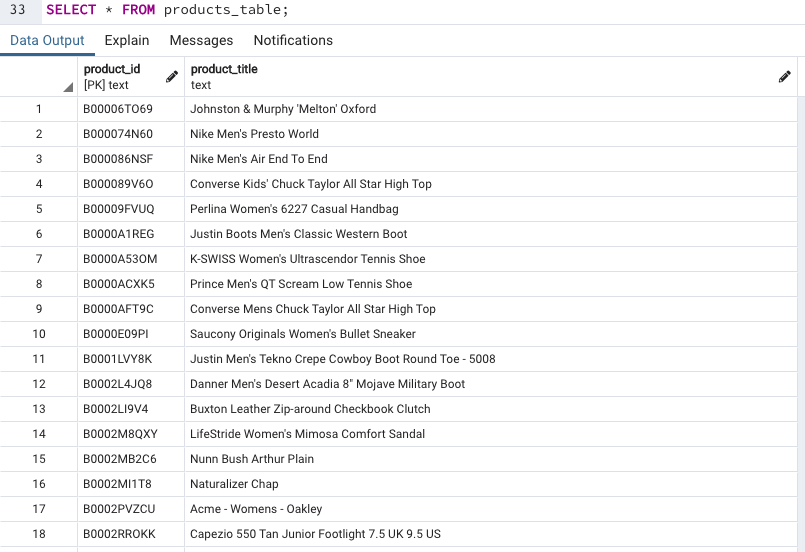 33 SELECT * FROM products_table;
Data Output Explain Messages Notifications
product_id product_title
[PK] text text
1 B00006TO69 Johnston & Murphy 'Melton' Oxford
2 B000074N60 Nike Men's Presto World
3 B000086NSF Nike Men's Air End To End
4 B000089V6O Converse Kids' Chuck Taylor All Star High Top
5 B00009FVUQ Perlina Women's 6227 Casual Handbag
6 B0000A1REG Justin Boots Men's Classic Western Boot
7 B0000A53OM K-SWISS Women's Ultrascendor Tennis Shoe
8 B0000ACXK5 Prince Men's QT Scream Low Tennis Shoe
9 B0000AFT9C Converse Mens Chuck Taylor All Star High Top
10 B0000E09PI Saucony Originals Women's Bullet Sneaker
11 B0001LVY8K Justin Men's Tekno Crepe Cowboy Boot Round Toe - 5008
12 B0002L4JQ8 Danner Men's Desert Acadia 8" Mojave Military Boot
13 B0002LI9V4 Buxton Leather Zip-around Checkbook Clutch
14 B0002M8QXY LifeStride Women's Mimosa Comfort Sandal
15 B0002MB2C6 Nunn Bush Arthur Plain
16 B0002MI1T8 Naturalizer Chap
17 B0002PVZCU Acme - Womens - Oakley
18 B0002RROKK Capezio 550 Tan Junior Footlight 7.5 UK 9.5 US